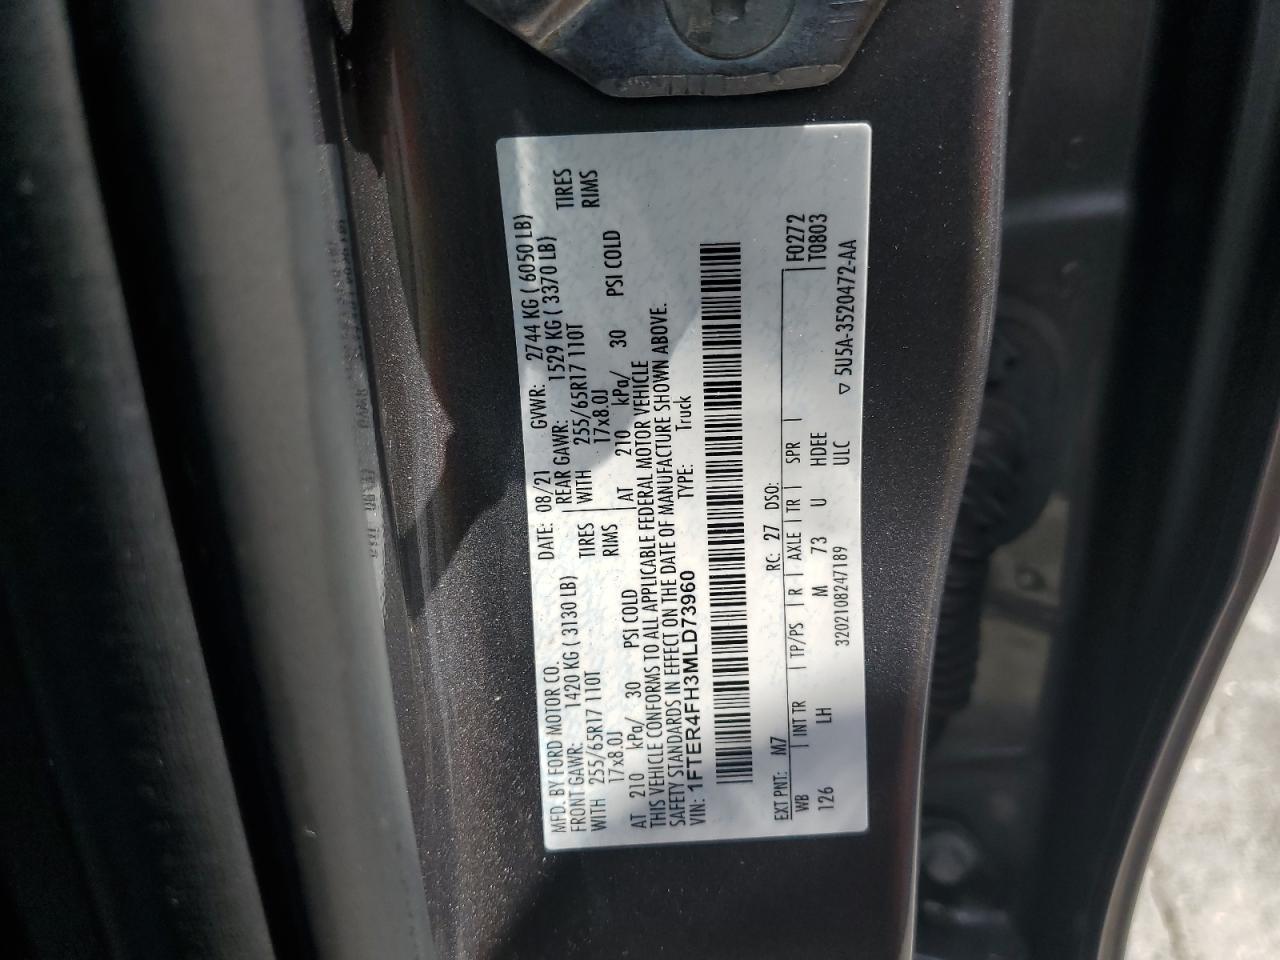 MFD. BY FORD MOTOR CO. DATE: 08/21 GVWR: 2744 KG ( 6050 LB)
FRONT GAWR: 1420 KG ( 3130 LB) REAR GAWR: 1529 KG ( 3370 LB)
WITH 255/65R17 110T TIRES WITH 255/65R17 110T TIRES
17x8.0J RIMS 17x8.0J RIMS
AT 210 kPa/ 30 PSI COLD AT 210 kPa/ 30 PSI COLD
THIS VEHICLE CONFORMS TO ALL APPLICABLE FEDERAL MOTOR VEHICLE
SAFETY STANDARDS IN EFFECT ON THE DATE OF MANUFACTURE SHOWN ABOVE.
VIN: 1FTER4FH3MLD73960 TYPE: Truck
EXT PNT: M7 RC: 27 DSO: F0272
WB INT TR TP/PS R AXLE TR SPR T0803
126 LH M 73 U HDEE
3202108247189 ULC ▽ 5U5A-3520472-AA